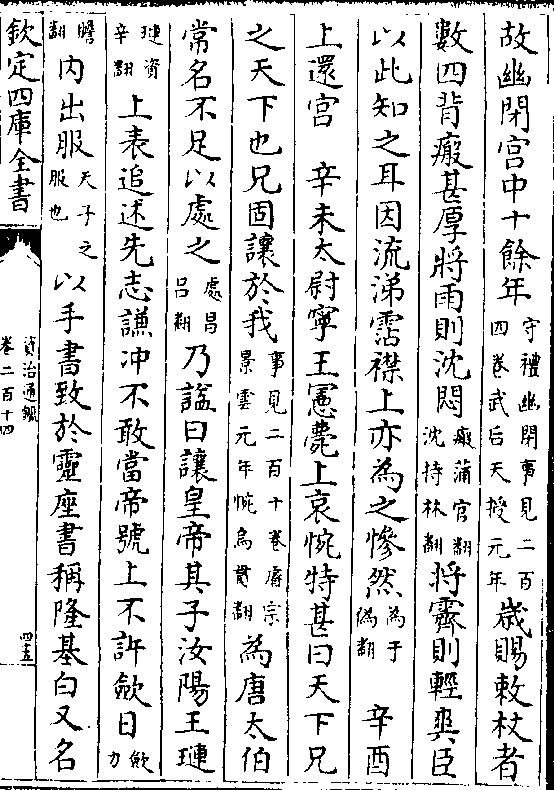 故幽閉宫中十餘年守禮幽閉事見二百四卷武后天授元年歲賜敕杖者
數四背瘢甚厚將雨則沈悶瘢蒲官翻沈持林翻將霽則輕爽臣
以此知之耳因流涕霑襟上亦為之慘然為于偽翻 辛酉
上還宫 辛未太尉寧王憲薨上哀惋特甚曰天下兄
之天下也兄固讓於我事見二百十卷睿宗景雲元年惋烏貫翻為唐太伯
常名不足以處之處昌吕翻乃諡曰讓皇帝其子汝陽王璡
璡資辛翻上表追述先志謙冲不敢當帝號上不許斂日斂力
贍翻内出服天子之服也以手書致於靈座書稱隆基白又名
欽定四庫全書
資治通鑑
卷二百十四
四五